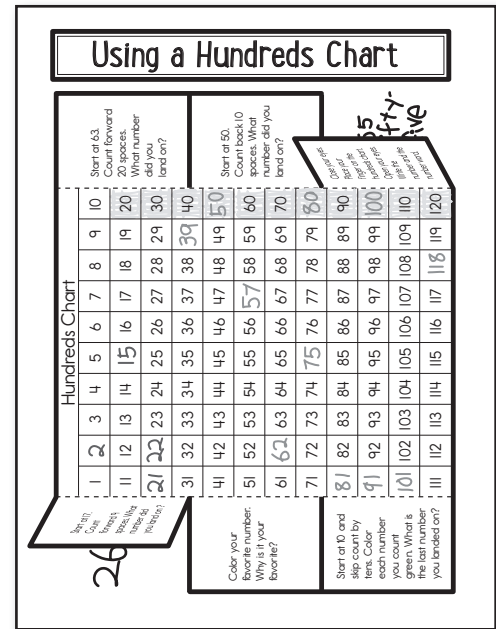 Using a Hundreds Chart
Start at 17.
Count
forward 9
spaces. What
number did
you land on?
26
Start at 63.
Count forward
20 spaces.
What number
did you
land on?
Hundreds Chart
1 2 3 4 5 6 7 8 9 10
11 12 13 14 15 16 17 18 19 20
21 22 23 24 25 26 27 28 29 30
31 32 33 34 35 36 37 38 39 40
41 42 43 44 45 46 47 48 49 50
51 52 53 54 55 56 57 58 59 60
61 62 63 64 65 66 67 68 69 70
71 72 73 74 75 76 77 78 79 80
81 82 83 84 85 86 87 88 89 90
91 92 93 94 95 96 97 98 99 100
101 102 103 104 105 106 107 108 109 110
111 112 113 114 115 116 117 118 119 120
Start at 50.
Count back 10
spaces. What
number did you
land on?
Color your
favorite number.
Why is it your
favorite?
Close your eyes.
number word.
55
fifty-
five
Start at 10 and
skip count by
tens. Color
each number
you count
green. What is
the last number
you landed on?